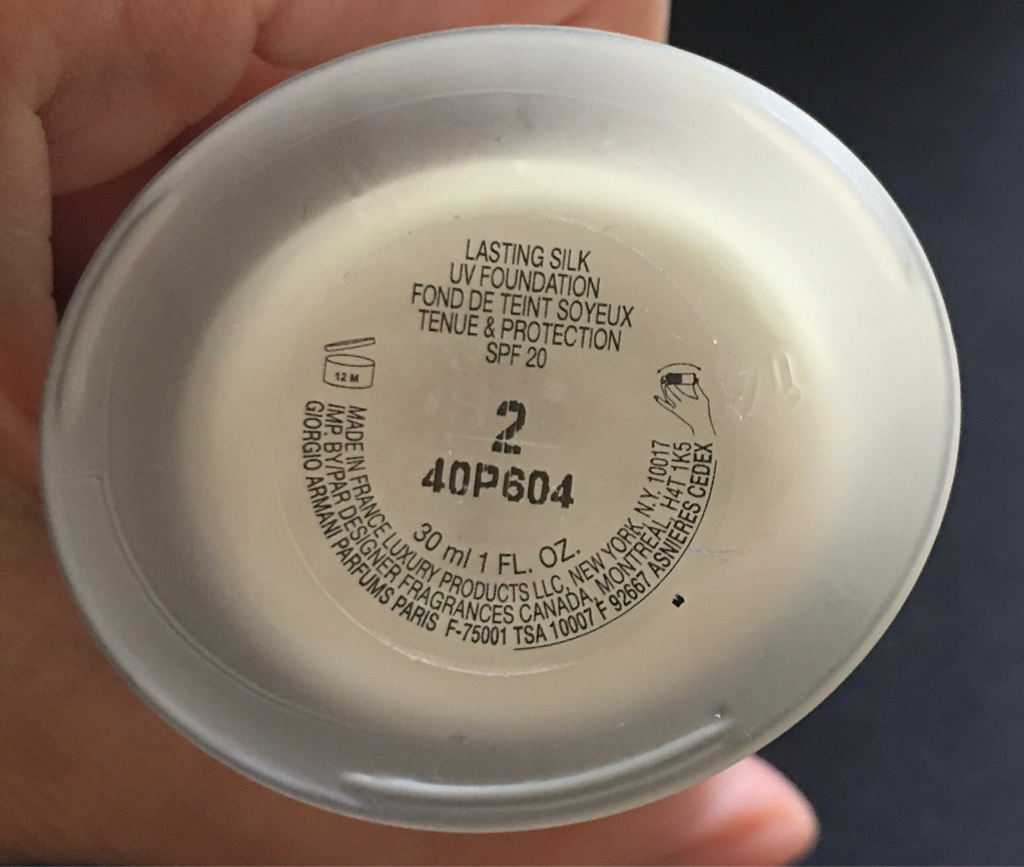 LASTING SILK
UV FOUNDATION
FOND DE TEINT SOYEUX
TENUE & PROTECTION
SPF 20
12 M
2
40P604
30 ml 1 FL. OZ.
MADE IN FRANCE LUXURY PRODUCTS LLC, NEW YORK, N.Y. 10017
IMP. BY/PAR DESIGNER FRAGRANCES CANADA, MONTREAL, H4T 1K5
GIORGIO ARMANI PARFUMS PARIS F-75001 TSA 10007 F 92667 ASNIERES CEDEX